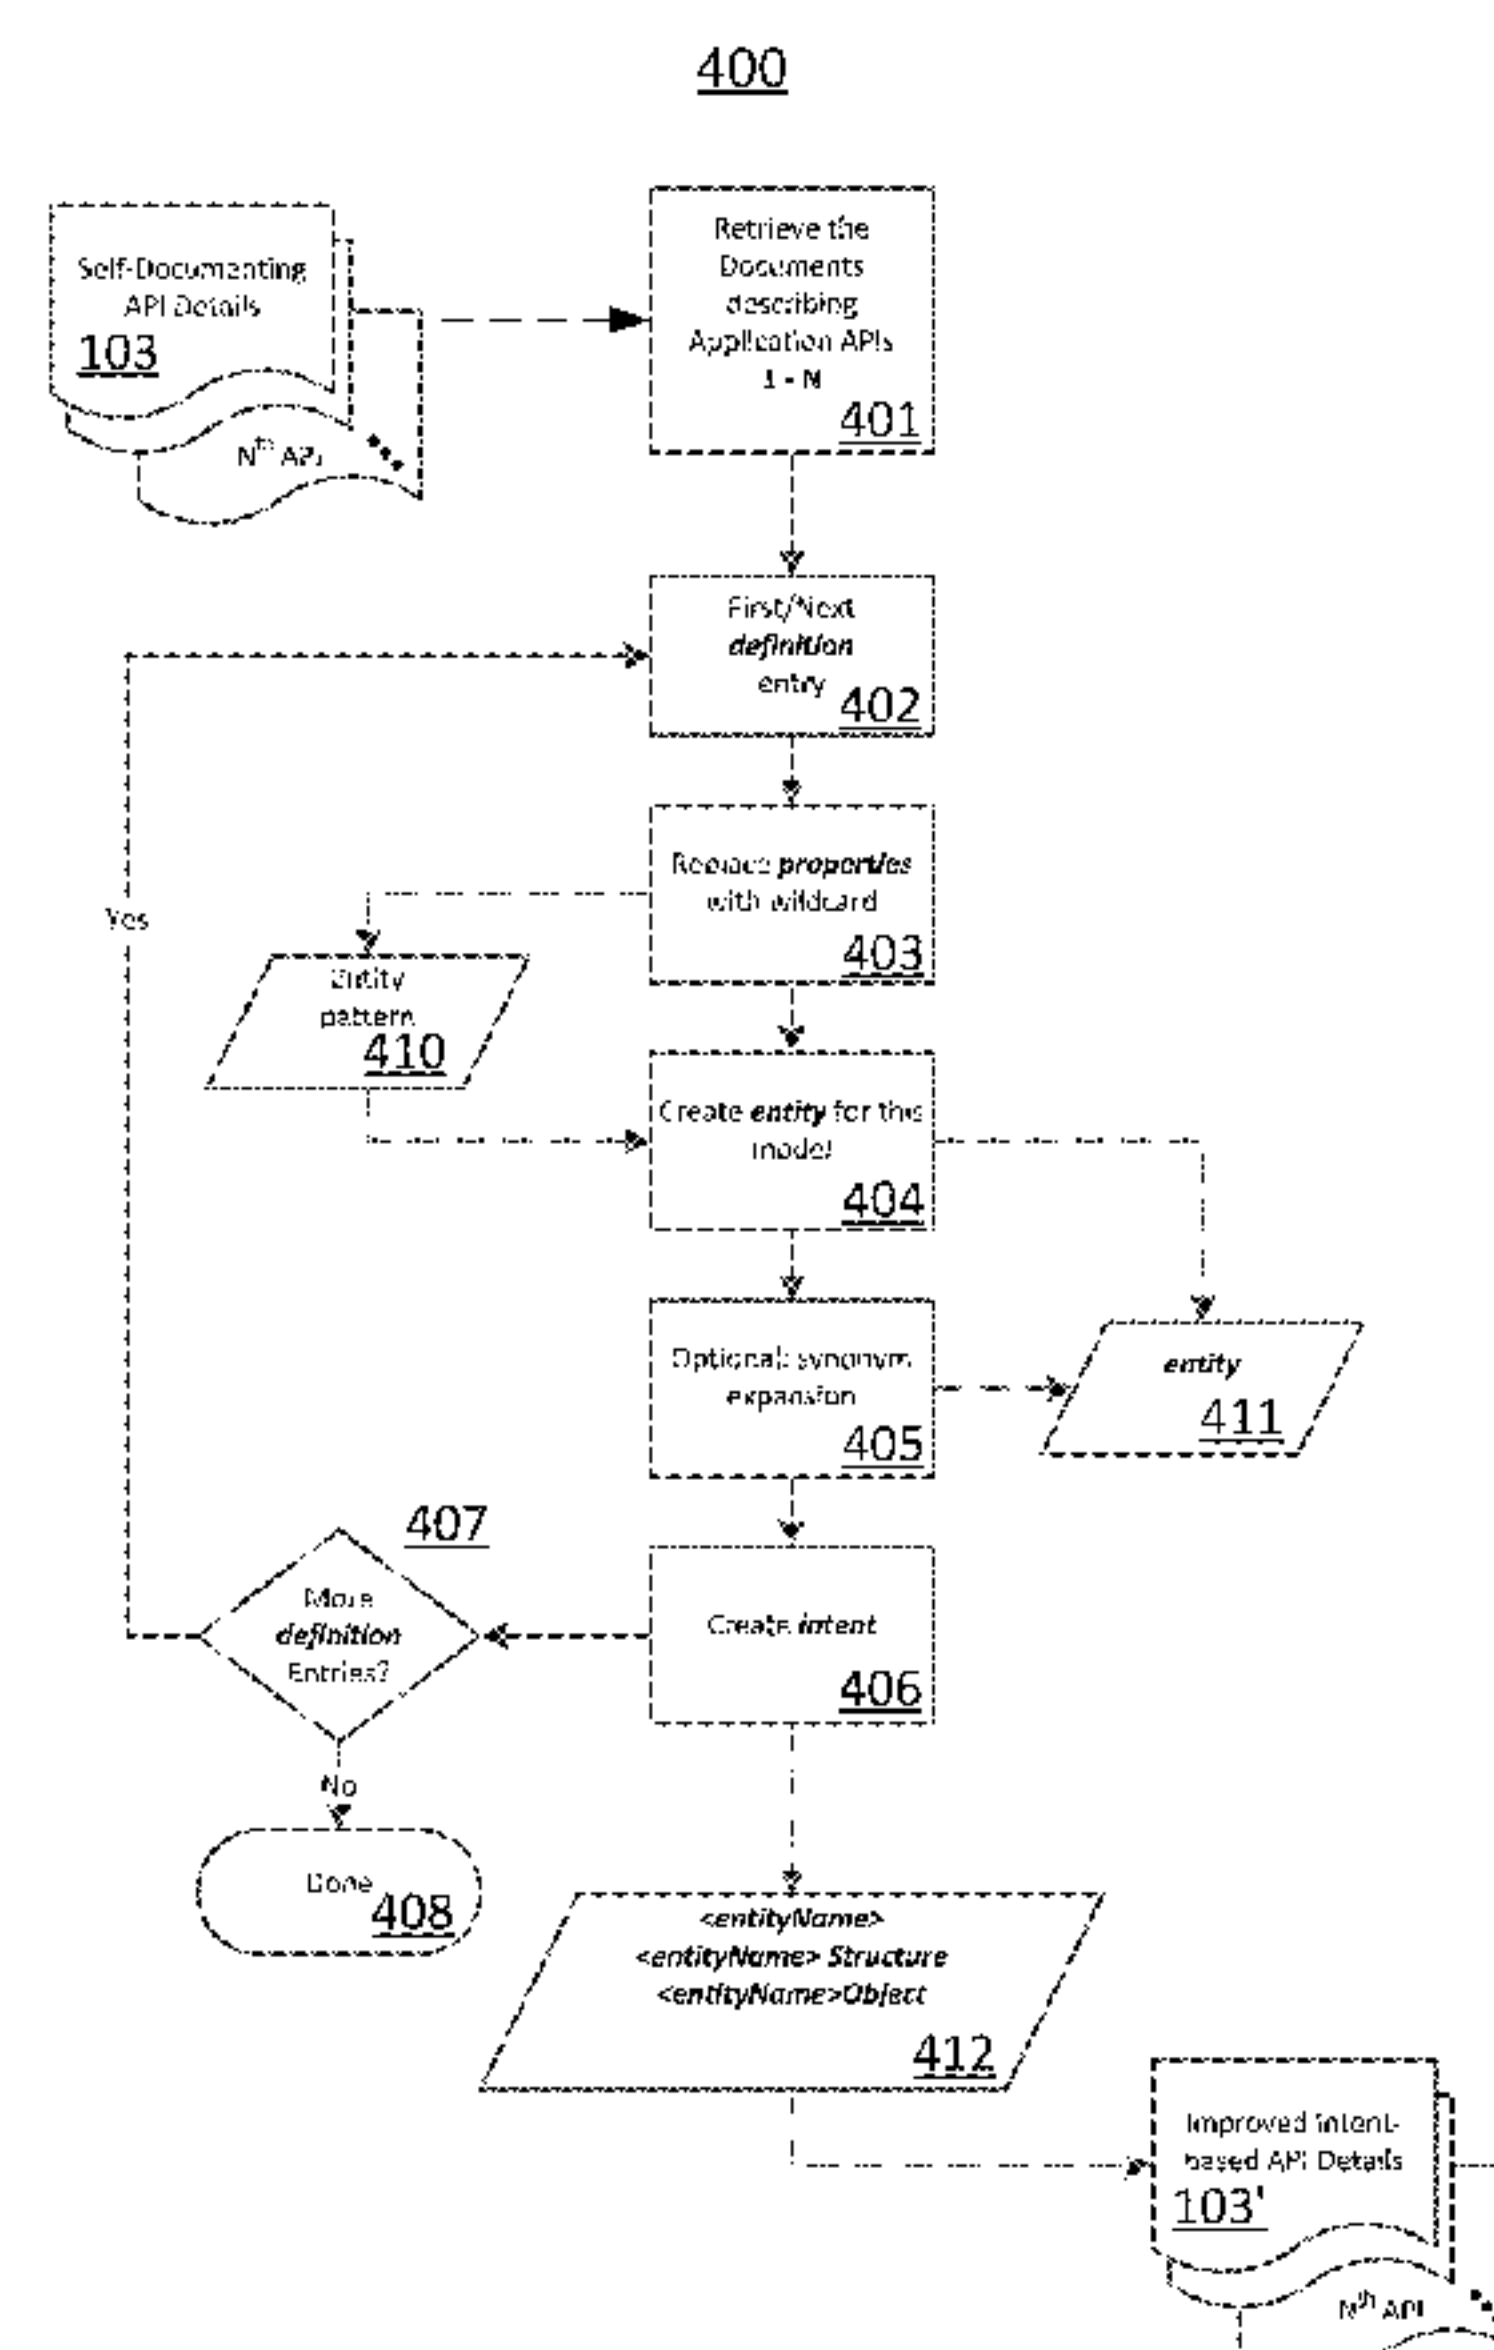 400
Self-Documenting
API Details
103
Nth API
Retrieve the
Documents
describing
Application APIs
1 - N
401
First/Next
definition
entry
402
Replace properties
with wildcard
403
Yes
Entity
pattern
410
Create entity for this
model
404
Optional: synonym
expansion
405
entity
411
407
More
definition
Entries?
Create intent
406
No
Done
408
<entityName>
<entityName> Structure
<entityName>Object
412
Improved Intent-
based API Details
103'
Nth API